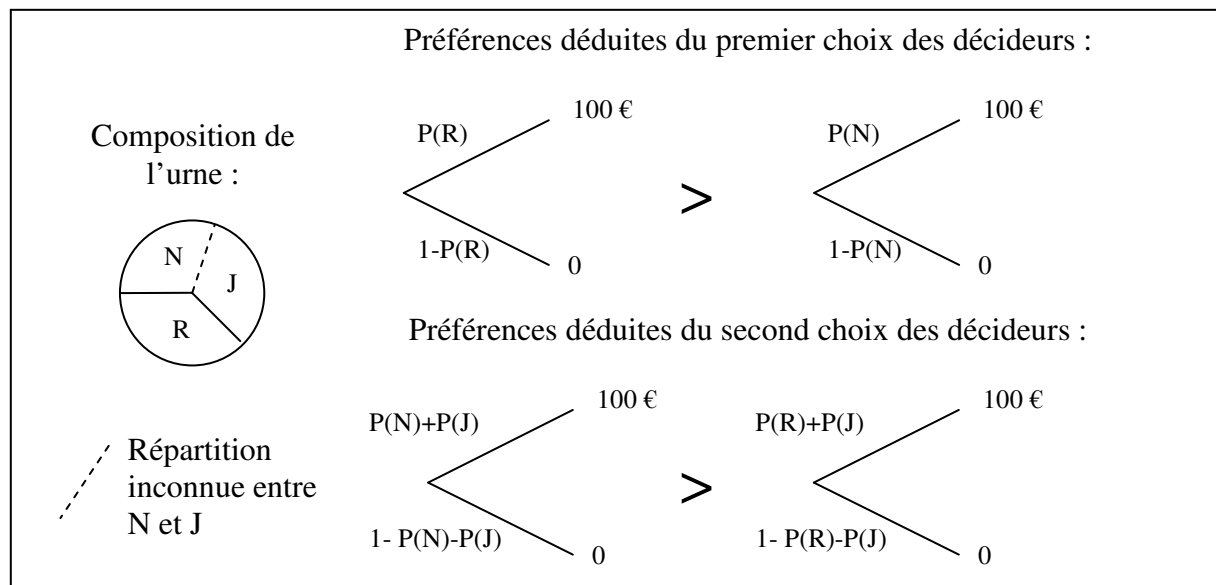 Préférences déduites du premier choix des décideurs :
Composition de
l'urne :
N
J
R
P(R)
100 €
1-P(R)
0
>
P(N)
100 €
1-P(N)
0
Préférences déduites du second choix des décideurs :
Répartition
inconnue entre
N et J
P(N)+P(J)
100 €
1- P(N)-P(J)
0
>
P(R)+P(J)
100 €
1- P(R)-P(J)
0